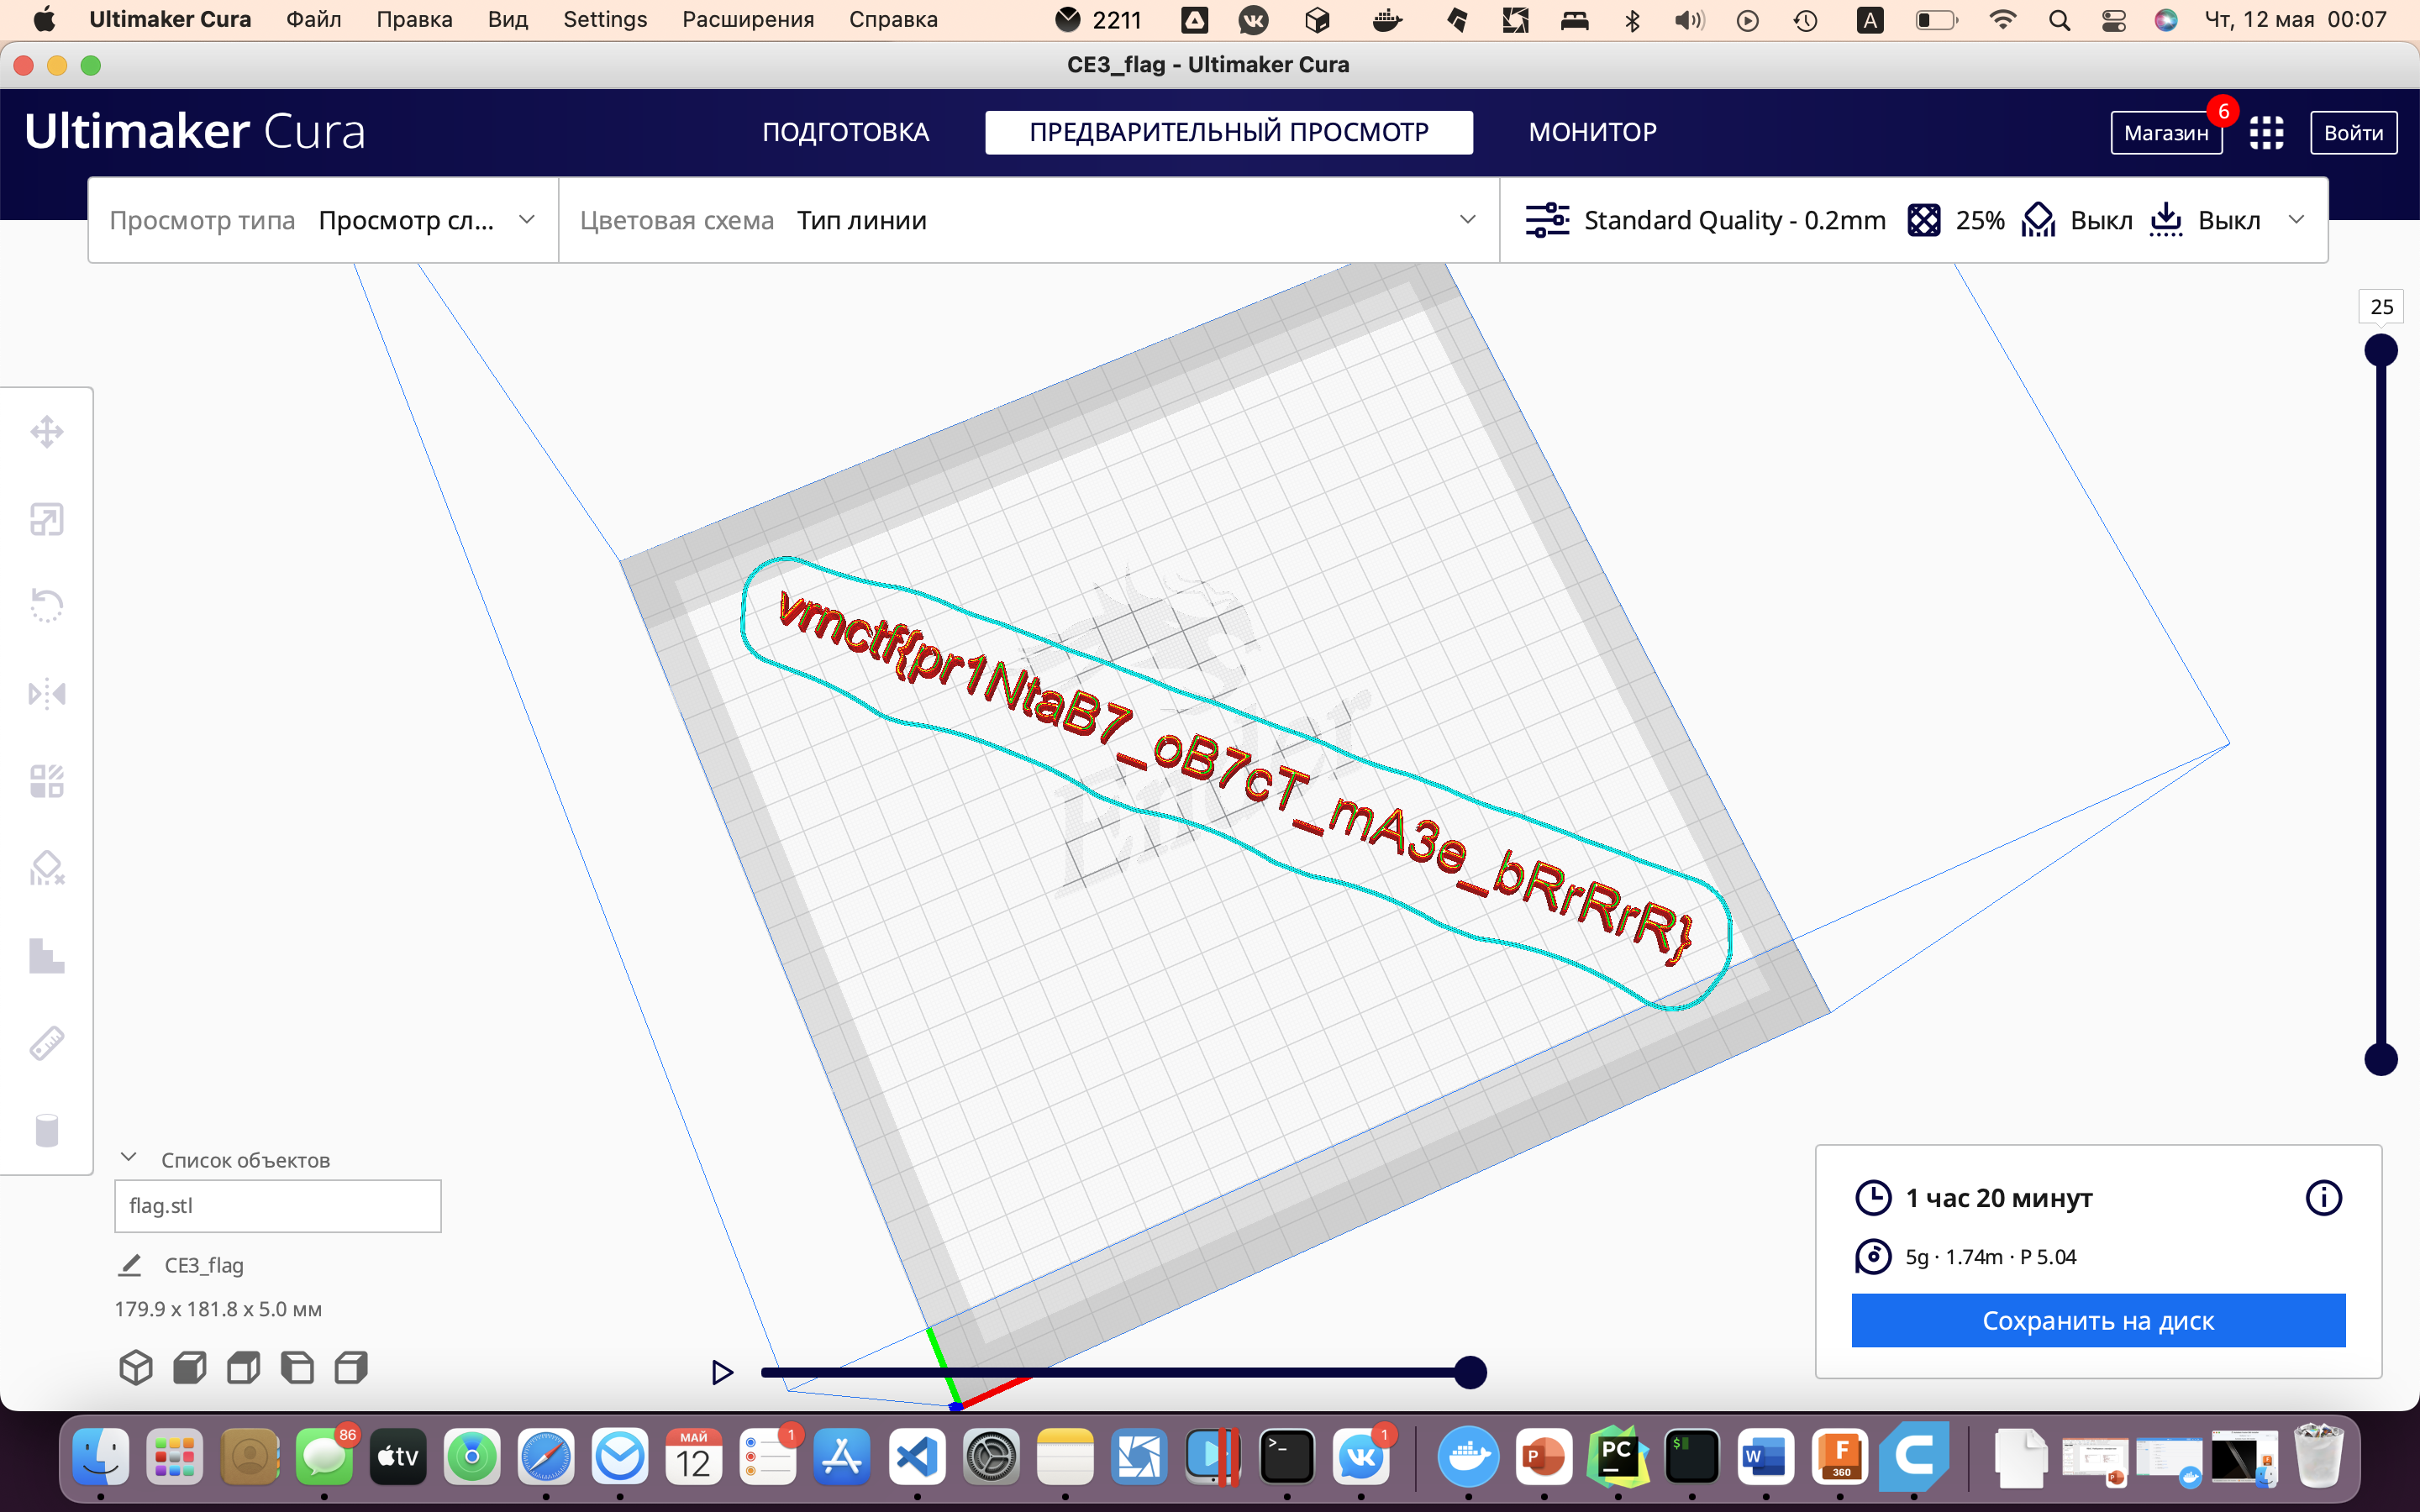 Ultimaker Cura Файл Правка Вид Settings Расширения Справка 2211 A Чт, 12 мая 00:07
CE3_flag - Ultimaker Cura
Ultimaker Cura ПОДГОТОВКА ПРЕДВАРИТЕЛЬНЫЙ ПРОСМОТР МОНИТОР Магазин 6 Войти
Просмотр типа Просмотр сл... Цветовая схема Тип линии Standard Quality - 0.2mm 25% Выкл Выкл
25
vmctf{pr1NtaB7_oB7cT_mA3e_bRrRrR}
Список объектов
flag.stl
CE3_flag
179.9 x 181.8 x 5.0 мм
1 час 20 минут
5g · 1.74m · P 5.04
Сохранить на диск
86 tv МАЙ 12 1 >_ 1 P PC $ W F 360